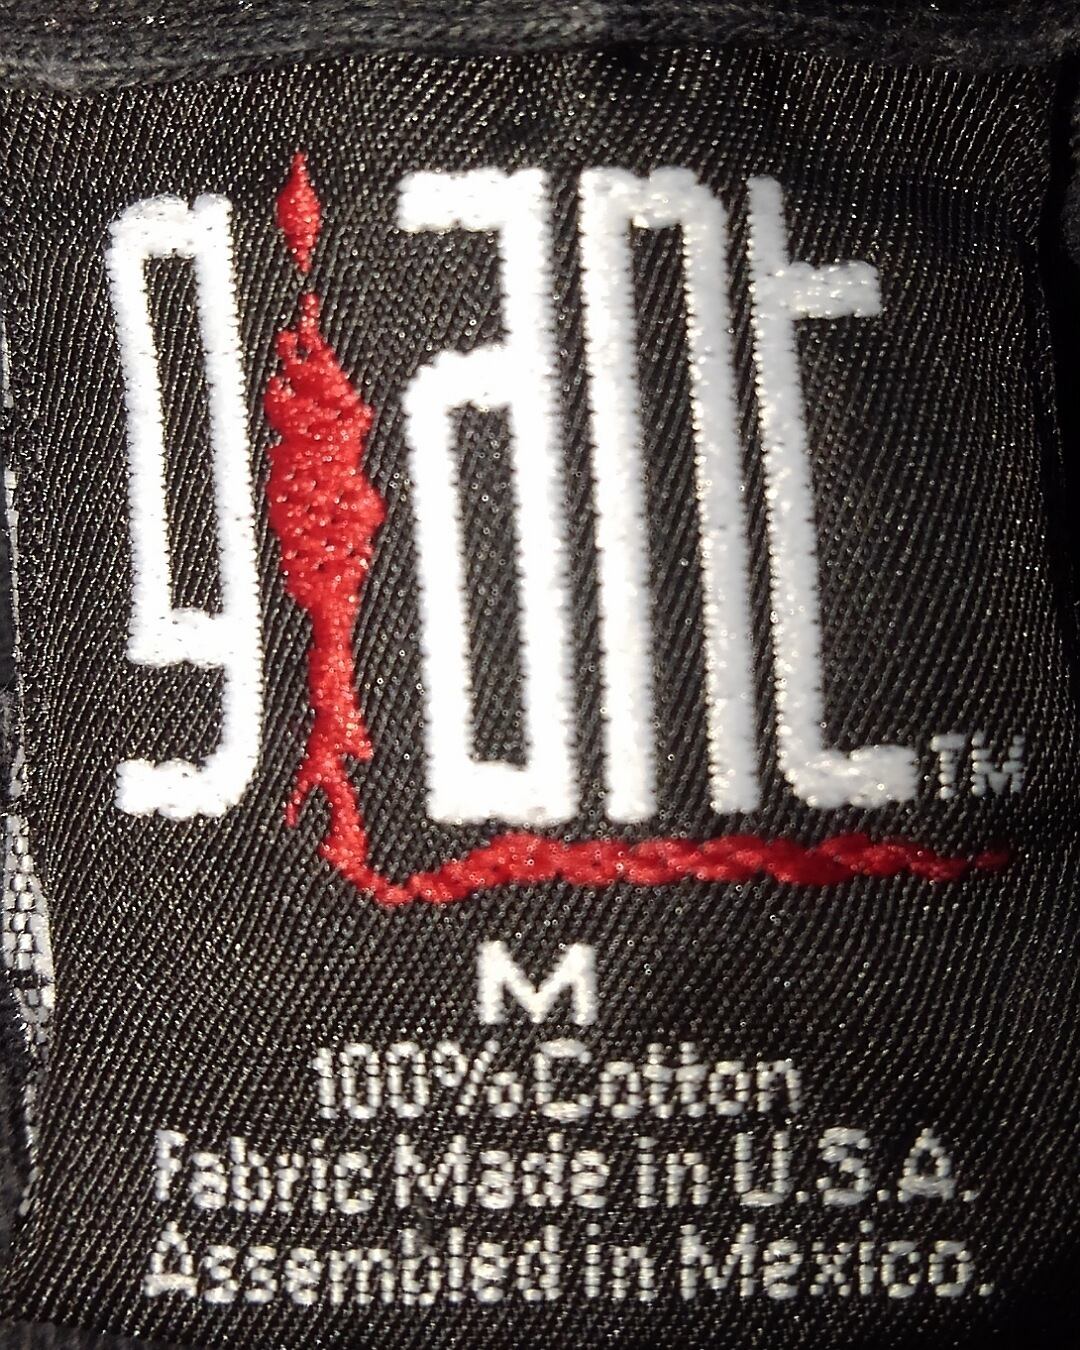 giant™
M
100% Cotton
Fabric Made in U.S.A.
Assembled in Mexico.